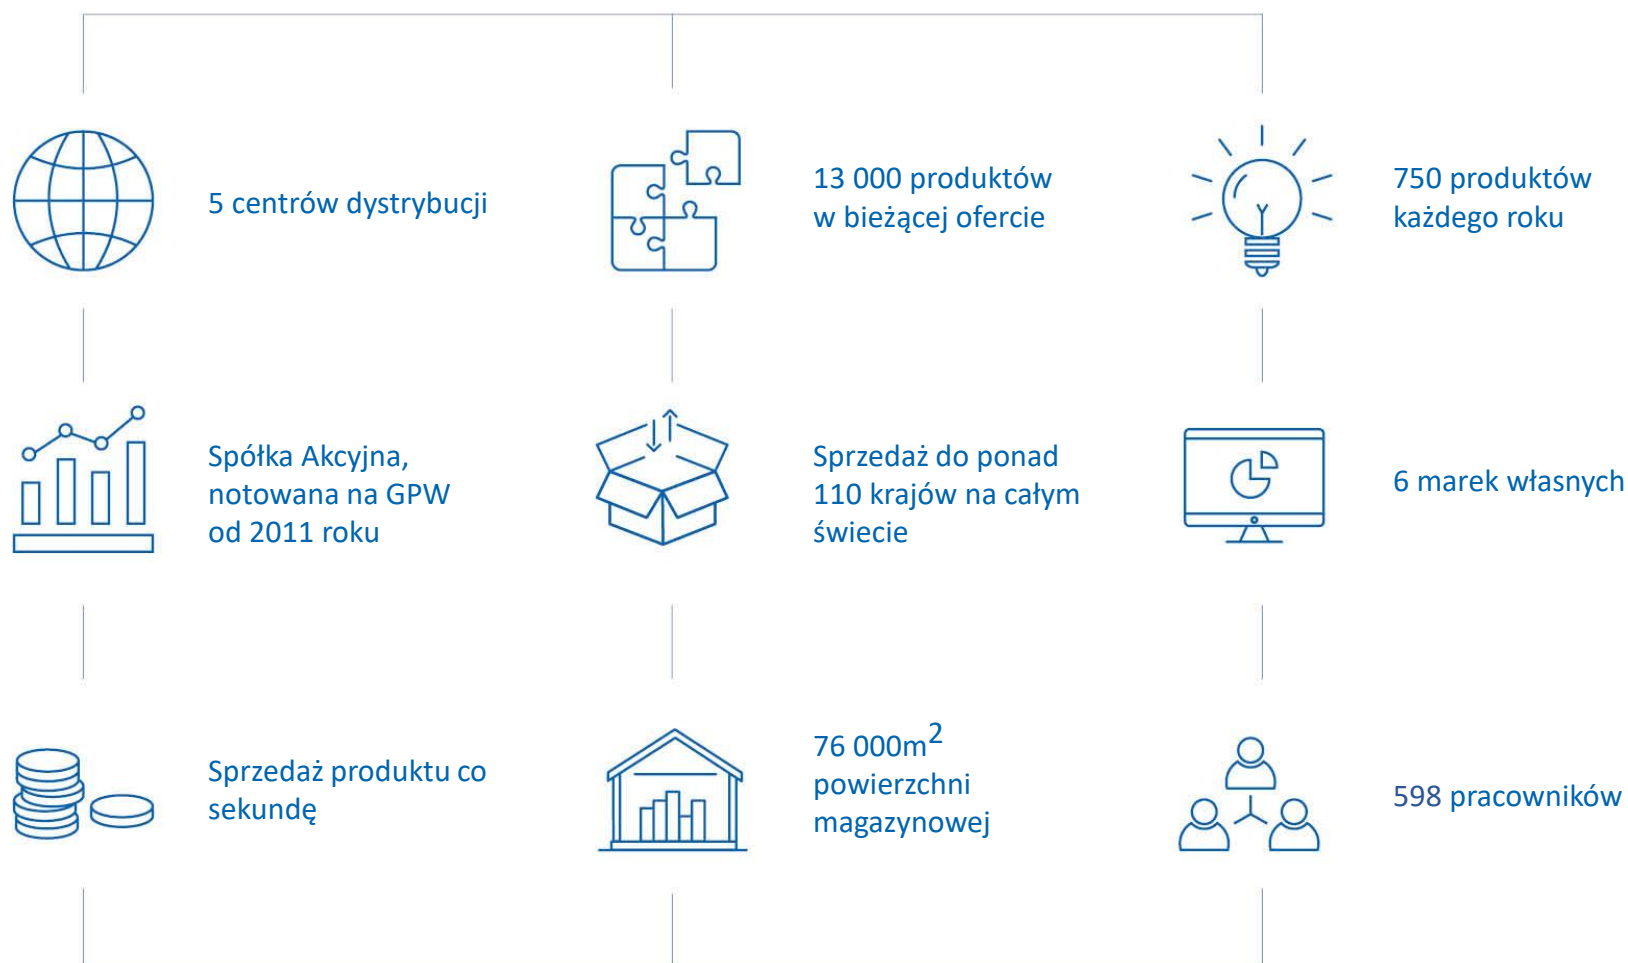 5 centrów dystrybucji
13 000 produktów
w bieżącej ofercie
750 produktów
każdego roku
Spółka Akcyjna,
notowana na GPW
od 2011 roku
Sprzedaż do ponad
110 krajów na całym
świecie
6 marek własnych
Sprzedaż produktu co
sekundę
76 000m²
powierzchni
magazynowej
598 pracowników